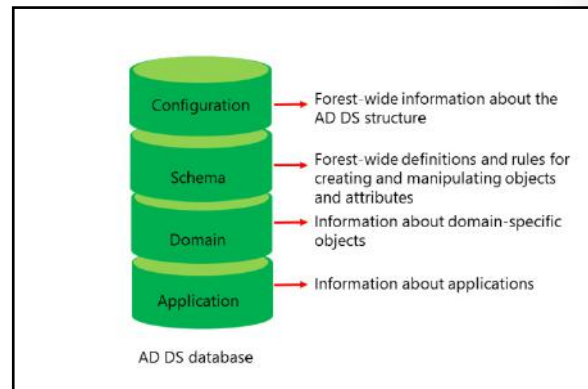 Configuration
Forest-wide information about the
AD DS structure
Schema
Forest-wide definitions and rules for
creating and manipulating objects
and attributes
Domain
Information about domain-specific
objects
Application
Information about applications
AD DS database